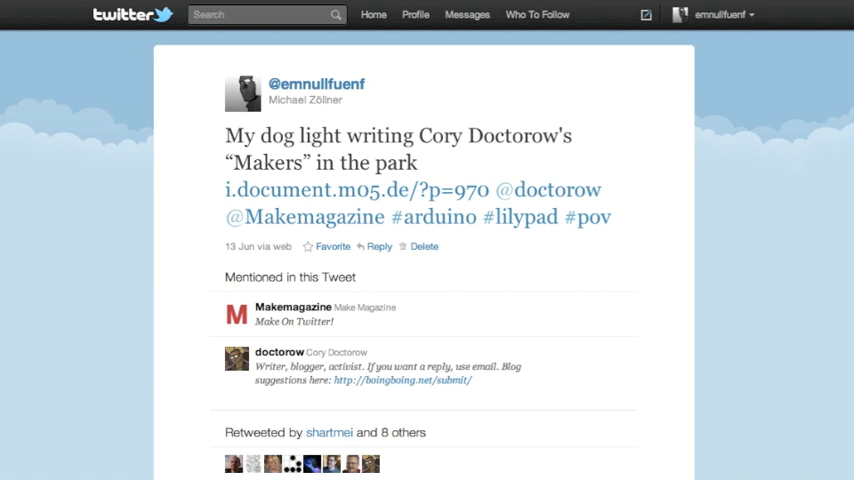 twitter Search Home Profile Messages Who To Follow emnullfuenf
@emnullfuenf
Michael Zöllner
My dog light writing Cory Doctorow's
“Makers” in the park
i.document.m05.de/?p=970 @doctorow
@Makemagazine #arduino #lilypad #pov
13 Jun via web Favorite Reply Delete
Mentioned in this Tweet
M
Makemagazine Make Magazine
Make On Twitter!
doctorow Cory Doctorow
Writer, blogger, activist. If you want a reply, use email. Blog
suggestions here: http://boingboing.net/submit/
Retweeted by shartmei and 8 others